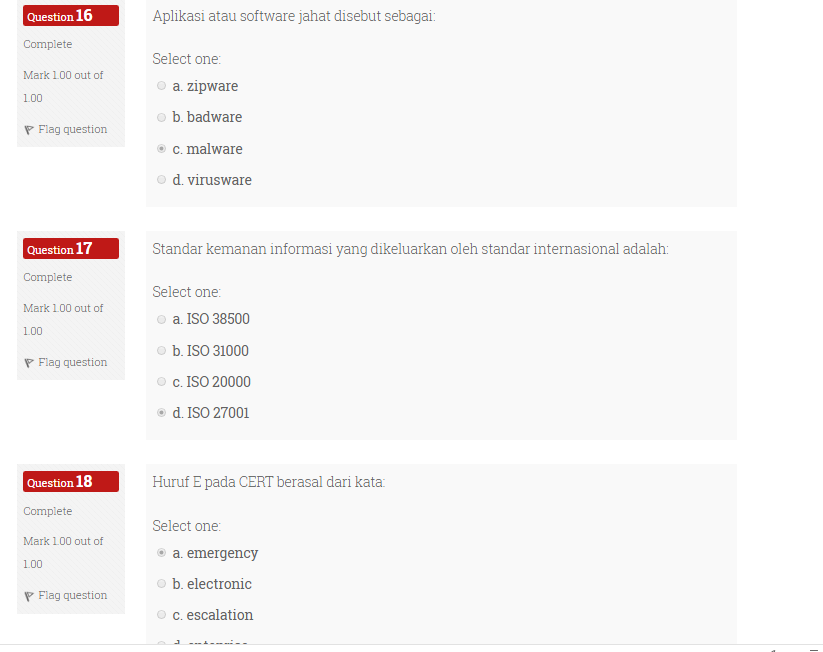 Question 16
Complete
Mark 1.00 out of
1.00
Flag question
Aplikasi atau software jahat disebut sebagai:
Select one:
a. zipware
b. badware
c. malware
d. virusware
Question 17
Complete
Mark 1.00 out of
1.00
Flag question
Standar kemanan informasi yang dikeluarkan oleh standar internasional adalah:
Select one:
a. ISO 38500
b. ISO 31000
c. ISO 20000
d. ISO 27001
Question 18
Complete
Mark 1.00 out of
1.00
Flag question
Huruf E pada CERT berasal dari kata:
Select one:
a. emergency
b. electronic
c. escalation